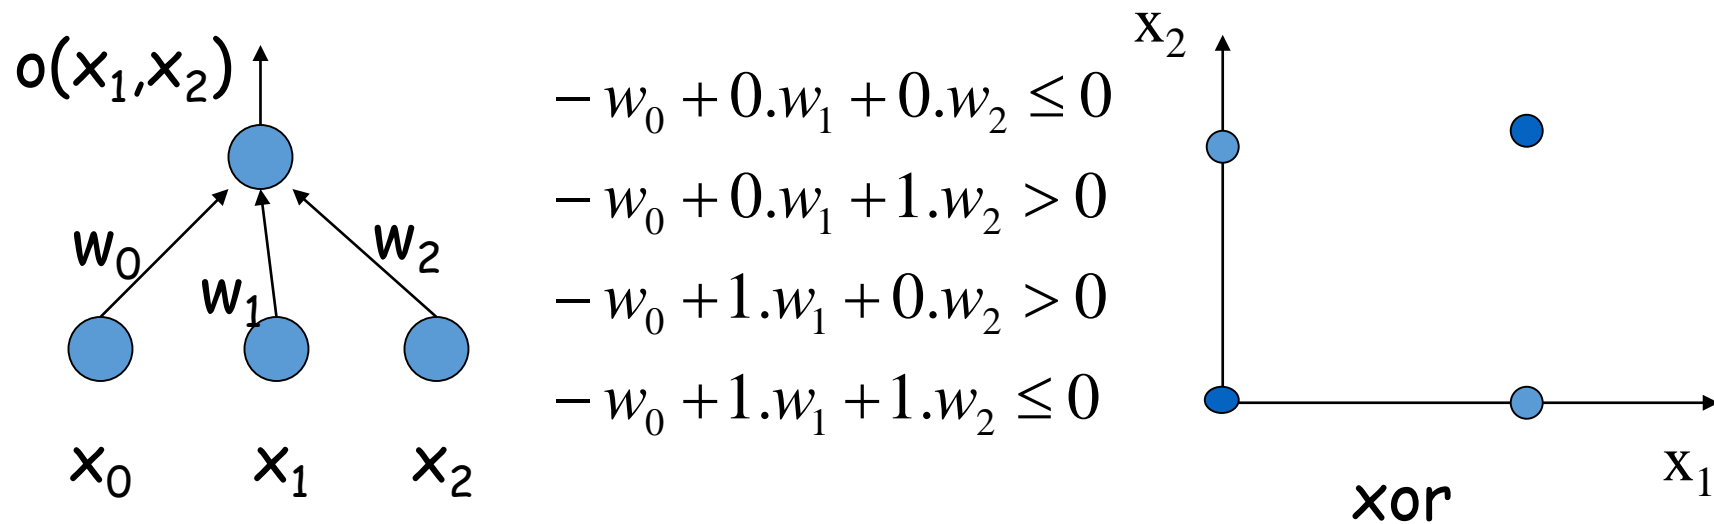 o(x₁,x₂)
w₀
w₁
w₂
x₀ x₁ x₂
− w₀ + 0.w₁ + 0.w₂ ≤ 0
− w₀ + 0.w₁ + 1.w₂ > 0
− w₀ + 1.w₁ + 0.w₂ > 0
− w₀ + 1.w₁ + 1.w₂ ≤ 0
x₂
x₁
xor